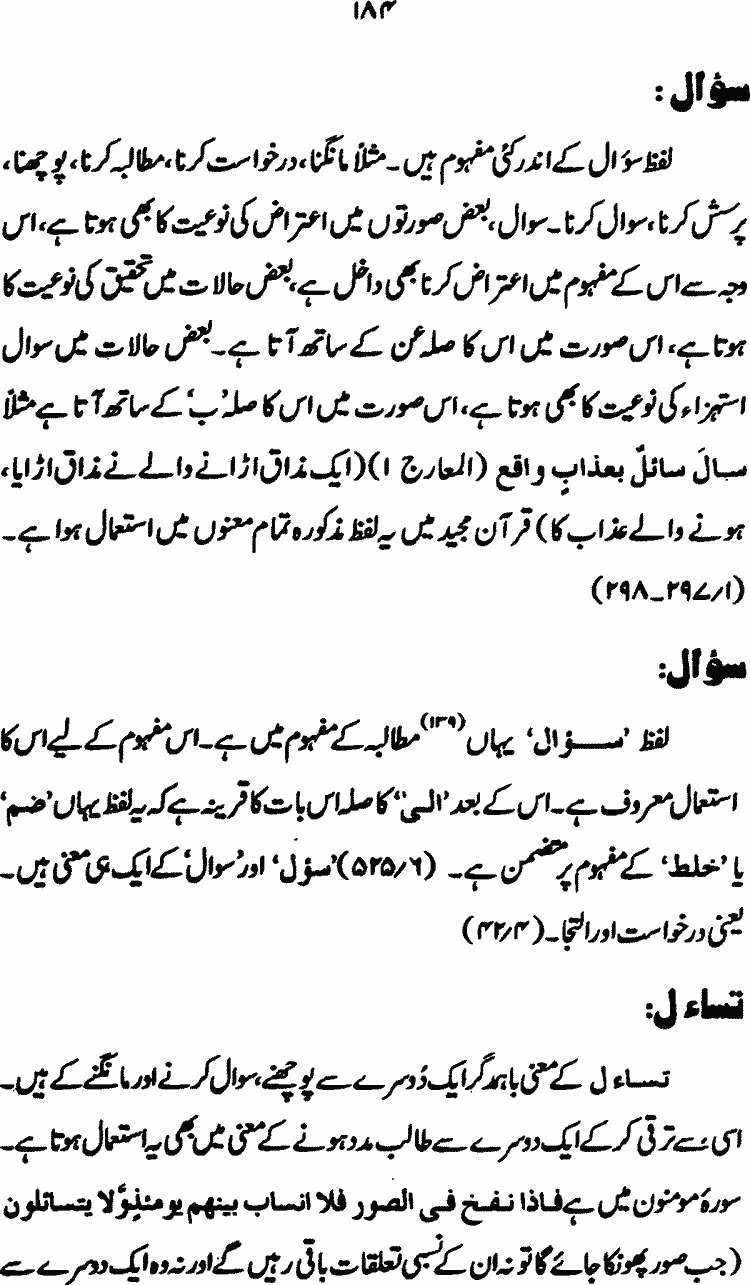 ۱۸۴
سؤال:
لفظ سؤال کے اندر کئی مفہوم ہیں۔ مثلاً مانگنا، درخواست کرنا، مطالبہ کرنا، پوچھنا،
پرسش کرنا، سوال کرنا۔ سوال، بعض صورتوں میں اعتراض کی نوعیت کا بھی ہوتا ہے، اس
وجہ سے اس کے مفہوم میں اعتراض کرنا بھی داخل ہے، بعض حالات میں تحقیق کی نوعیت کا
ہوتا ہے، اس صورت میں اس کا صلہ عن کے ساتھ آتا ہے۔ بعض حالات میں سوال
استہزاء کی نوعیت کا بھی ہوتا ہے، اس صورت میں اس کا صلہ ’ب‘ کے ساتھ آتا ہے مثلاً
سالَ سائلٌ بعذابٍ واقع (المعارج ۱)(ایک مذاق اڑانے والے نے مذاق اڑایا،
ہونے والے عذاب کا) قرآن مجید میں یہ لفظ مذکورہ تمام معنوں میں استعمال ہوا ہے۔
(۱؍۲۹۷۔۲۹۸)
سؤال:
لفظ ’سؤال‘ یہاں(۱۳۹) مطالبہ کے مفہوم میں ہے۔ اس مفہوم کے لیے اس کا
استعمال معروف ہے۔ اس کے بعد ’الیٰ‘ کا صلہ اس بات کا قرینہ ہے کہ یہ لفظ یہاں ’ضم‘
یا ’خلط‘ کے مفہوم پر متضمن ہے۔ (۶؍۵۲۵)’سؤل‘ اور ’سوال‘ کے ایک ہی معنی ہیں۔
یعنی درخواست اور التجا۔ (۴؍۴۲)
تساءل:
تساءل کے معنی باہمدگر ایک دُوسرے سے پوچھنے، سوال کرنے اور مانگنے کے ہیں۔
اسی سے ترقی کر کے ایک دوسرے سے طالب مدد ہونے کے معنی میں بھی یہ استعمال ہوتا ہے۔
سورۂ مومنون میں ہے فاذا نفخ فی الصور فلا انساب بینھم یومئذٍ وَّلا یتسائلون
(جب صور پھونکا جائے گا تو نہ ان کے نسبی تعلقات باقی رہیں گے اور نہ وہ ایک دوسرے سے